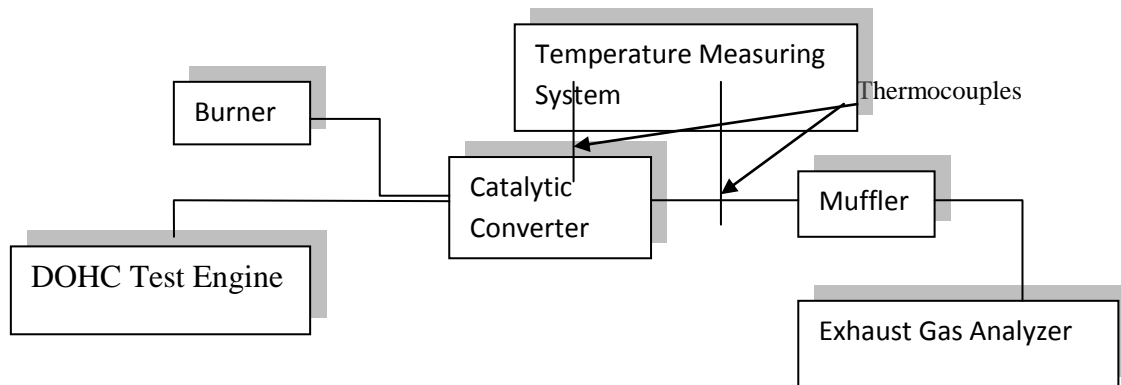 Temperature Measuring
System
Thermocouples
Burner
Catalytic
Converter
Muffler
DOHC Test Engine
Exhaust Gas Analyzer